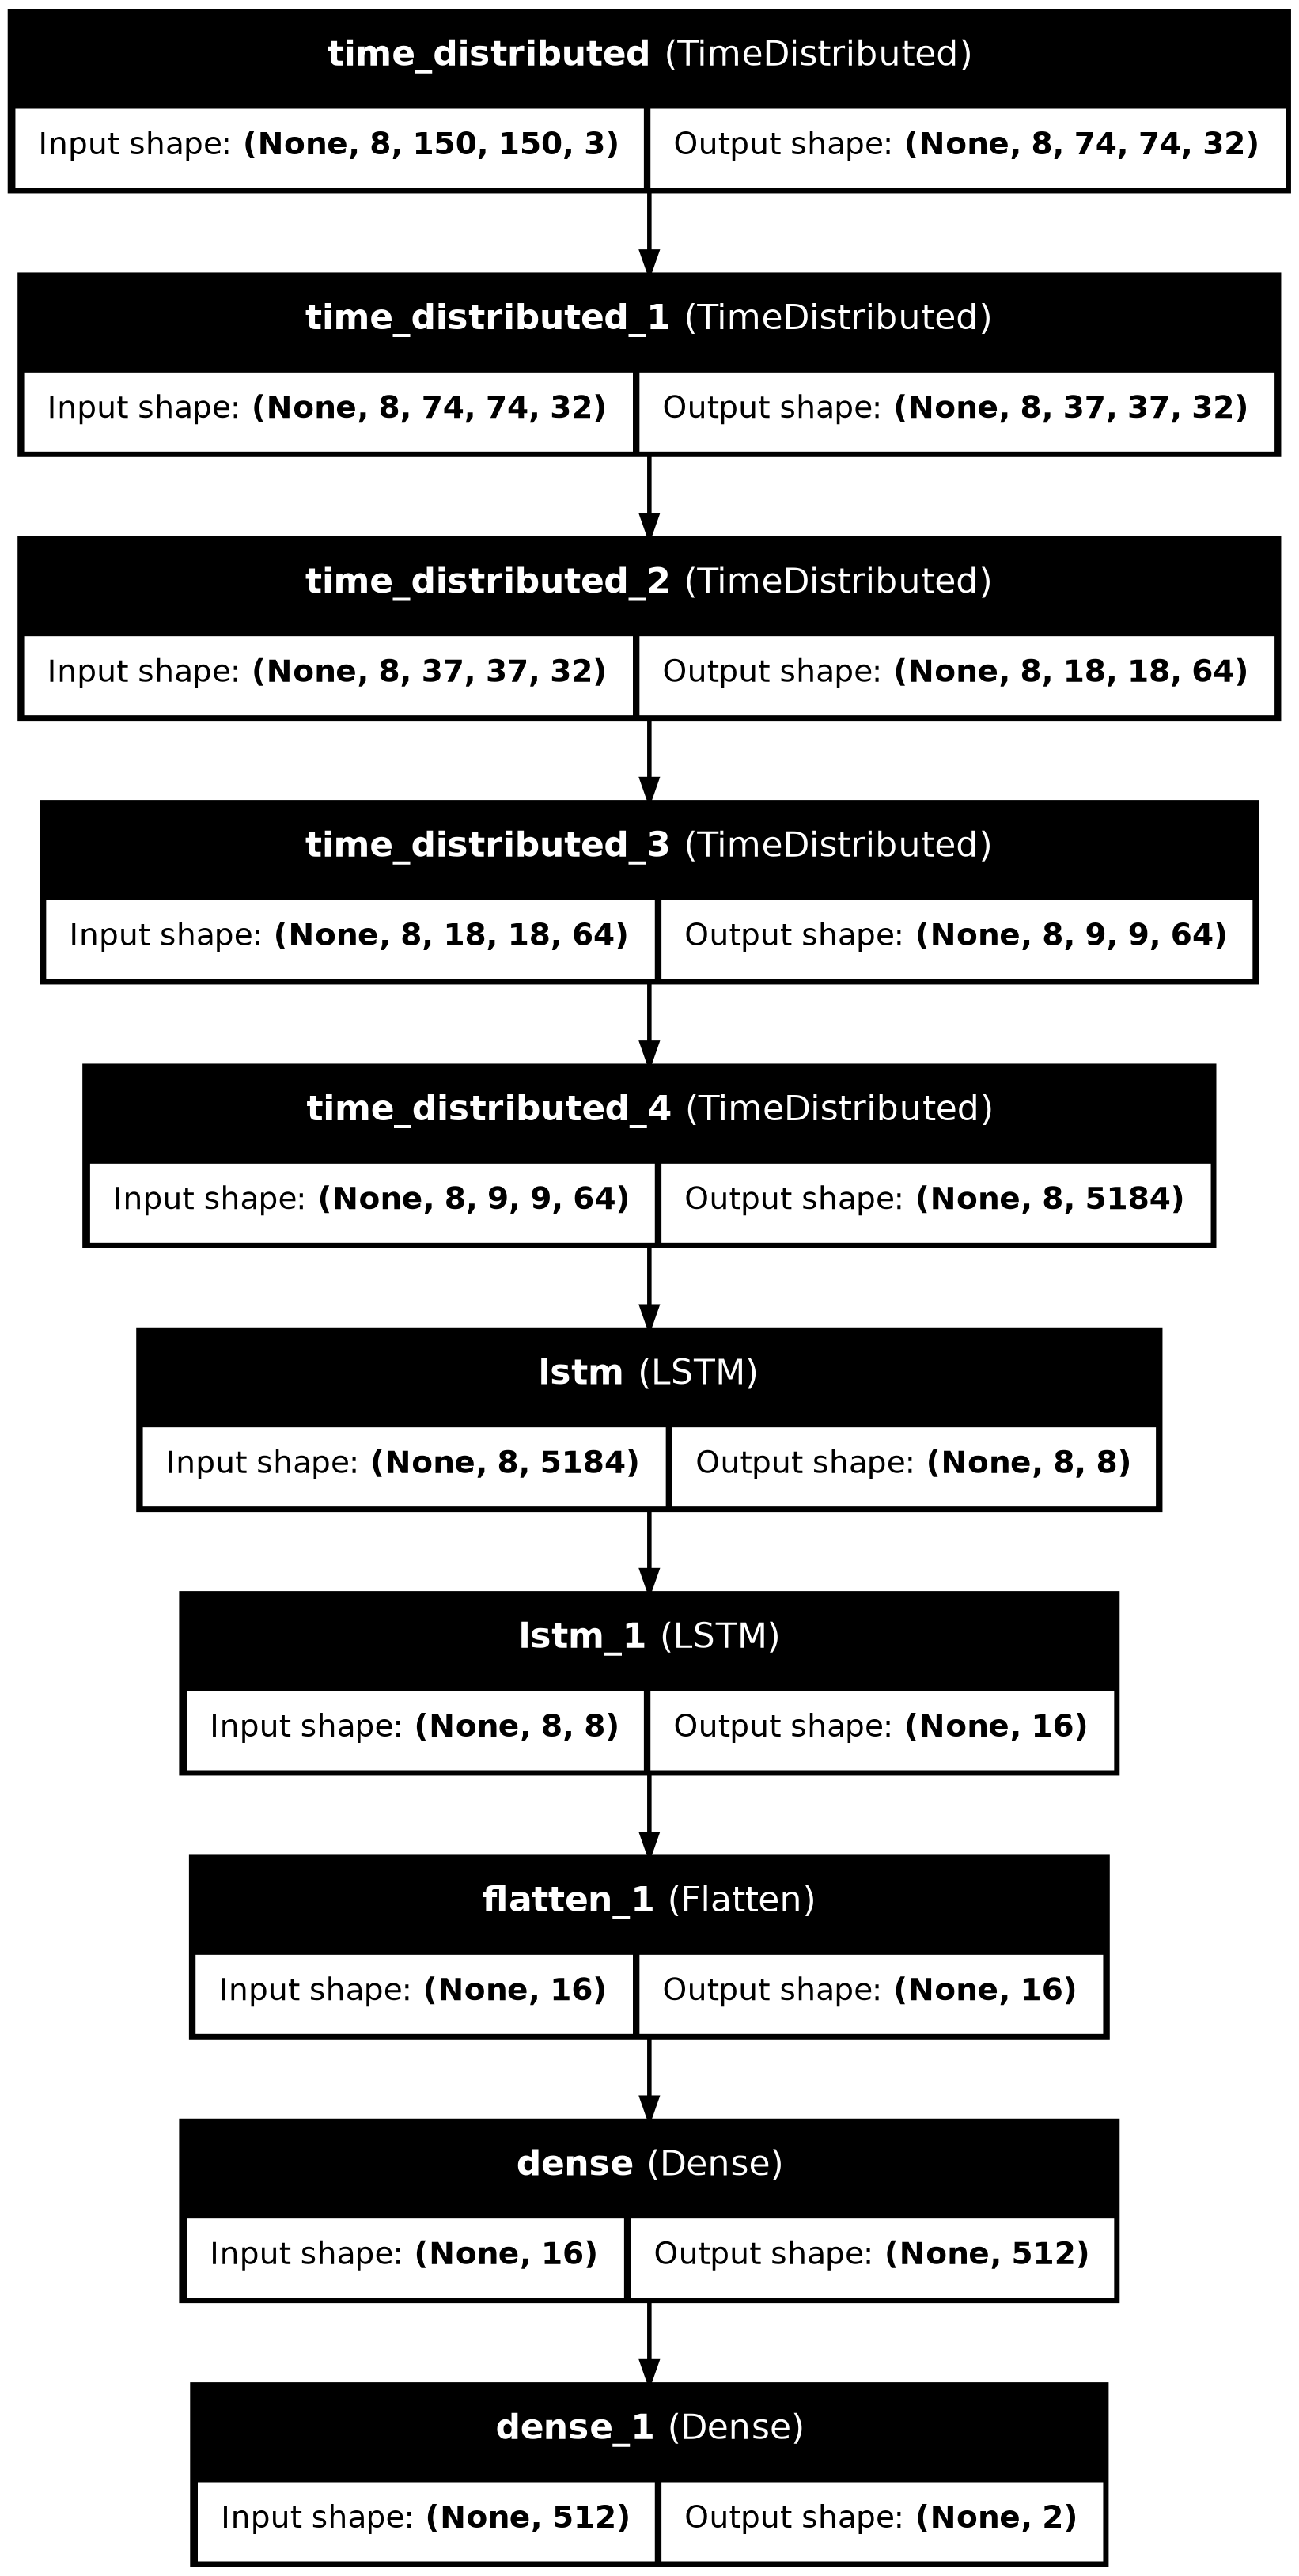 time_distributed (TimeDistributed)
Input shape: (None, 8, 150, 150, 3) Output shape: (None, 8, 74, 74, 32)
time_distributed_1 (TimeDistributed)
Input shape: (None, 8, 74, 74, 32) Output shape: (None, 8, 37, 37, 32)
time_distributed_2 (TimeDistributed)
Input shape: (None, 8, 37, 37, 32) Output shape: (None, 8, 18, 18, 64)
time_distributed_3 (TimeDistributed)
Input shape: (None, 8, 18, 18, 64) Output shape: (None, 8, 9, 9, 64)
time_distributed_4 (TimeDistributed)
Input shape: (None, 8, 9, 9, 64) Output shape: (None, 8, 5184)
lstm (LSTM)
Input shape: (None, 8, 5184) Output shape: (None, 8, 8)
lstm_1 (LSTM)
Input shape: (None, 8, 8) Output shape: (None, 16)
flatten_1 (Flatten)
Input shape: (None, 16) Output shape: (None, 16)
dense (Dense)
Input shape: (None, 16) Output shape: (None, 512)
dense_1 (Dense)
Input shape: (None, 512) Output shape: (None, 2)